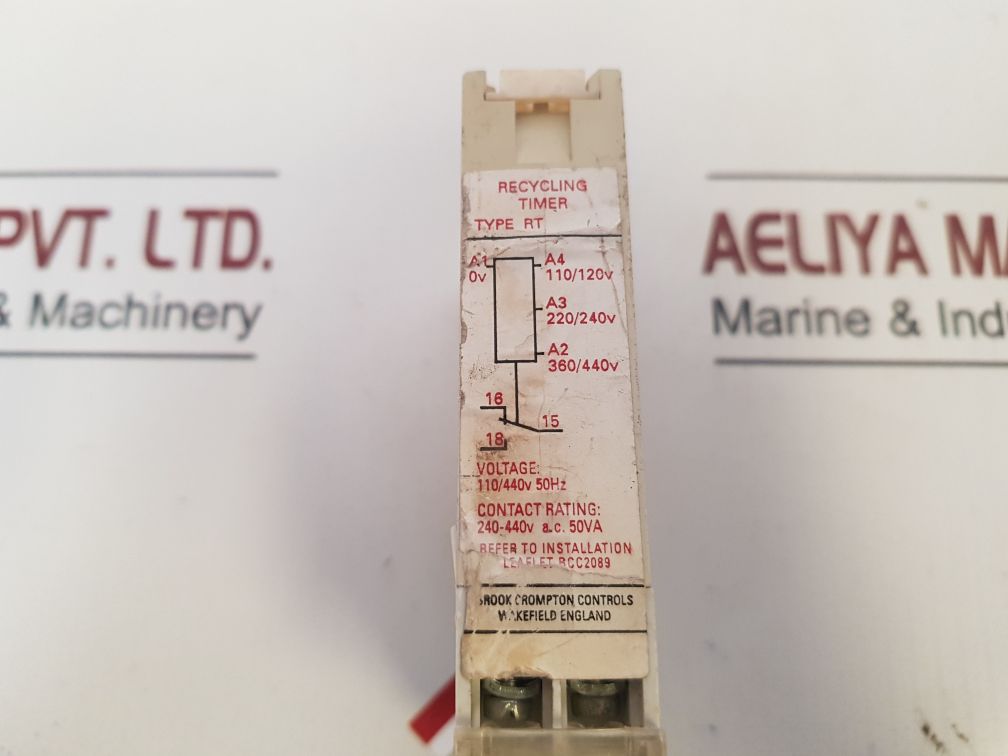 PVT. LTD.
& Machinery
AELIYA MA
Marine & Ind
RECYCLING
TIMER
TYPE RT
A1
0v
A4
110/120v
A3
220/240v
A2
360/440v
16
15
18
VOLTAGE:
110/440v 50Hz
CONTACT RATING:
240-440v a.c. 50VA
REFER TO INSTALLATION
LEAFLET BCC2089
BROOK CROMPTON CONTROLS
WAKEFIELD ENGLAND